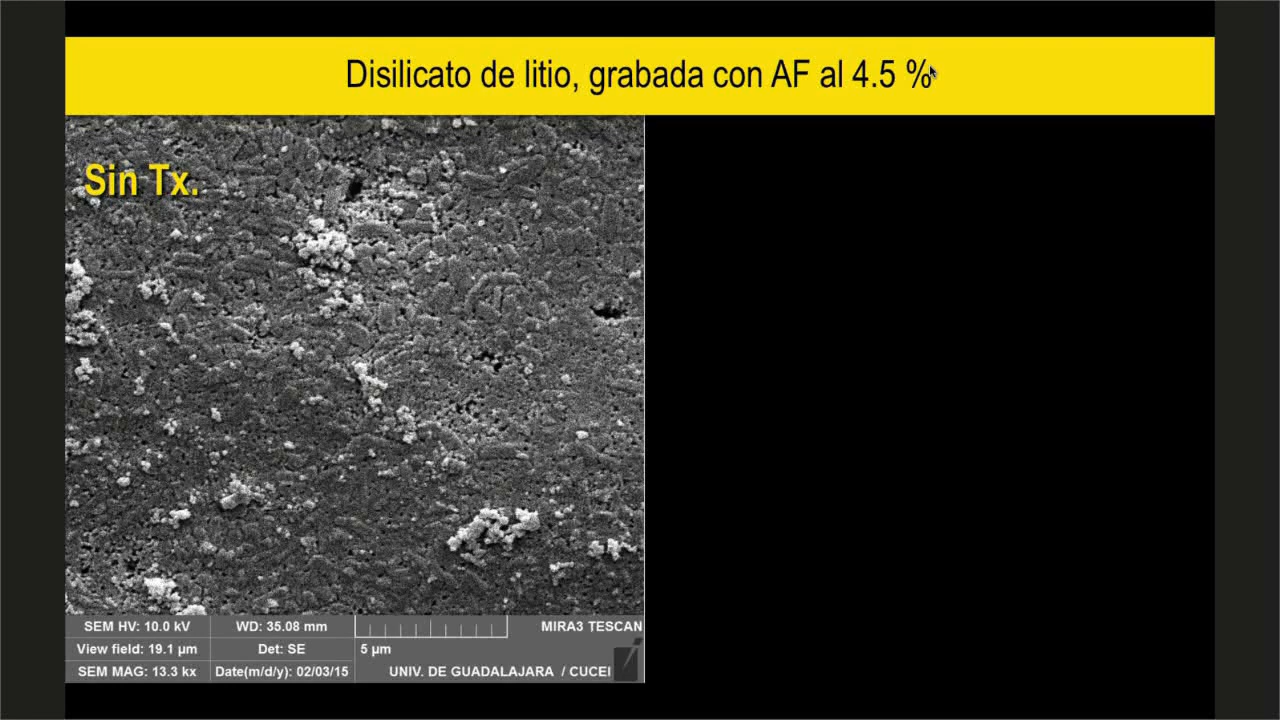 Disilicato de litio, grabada con AF al 4.5 %
Sin Tx.
SEM HV: 10.0 kV WD: 35.08 mm MIRA3 TESCAN
View field: 19.1 µm Det: SE 5 µm
SEM MAG: 13.3 kx Date(m/d/y): 02/03/15 UNIV. DE GUADALAJARA / CUCEI